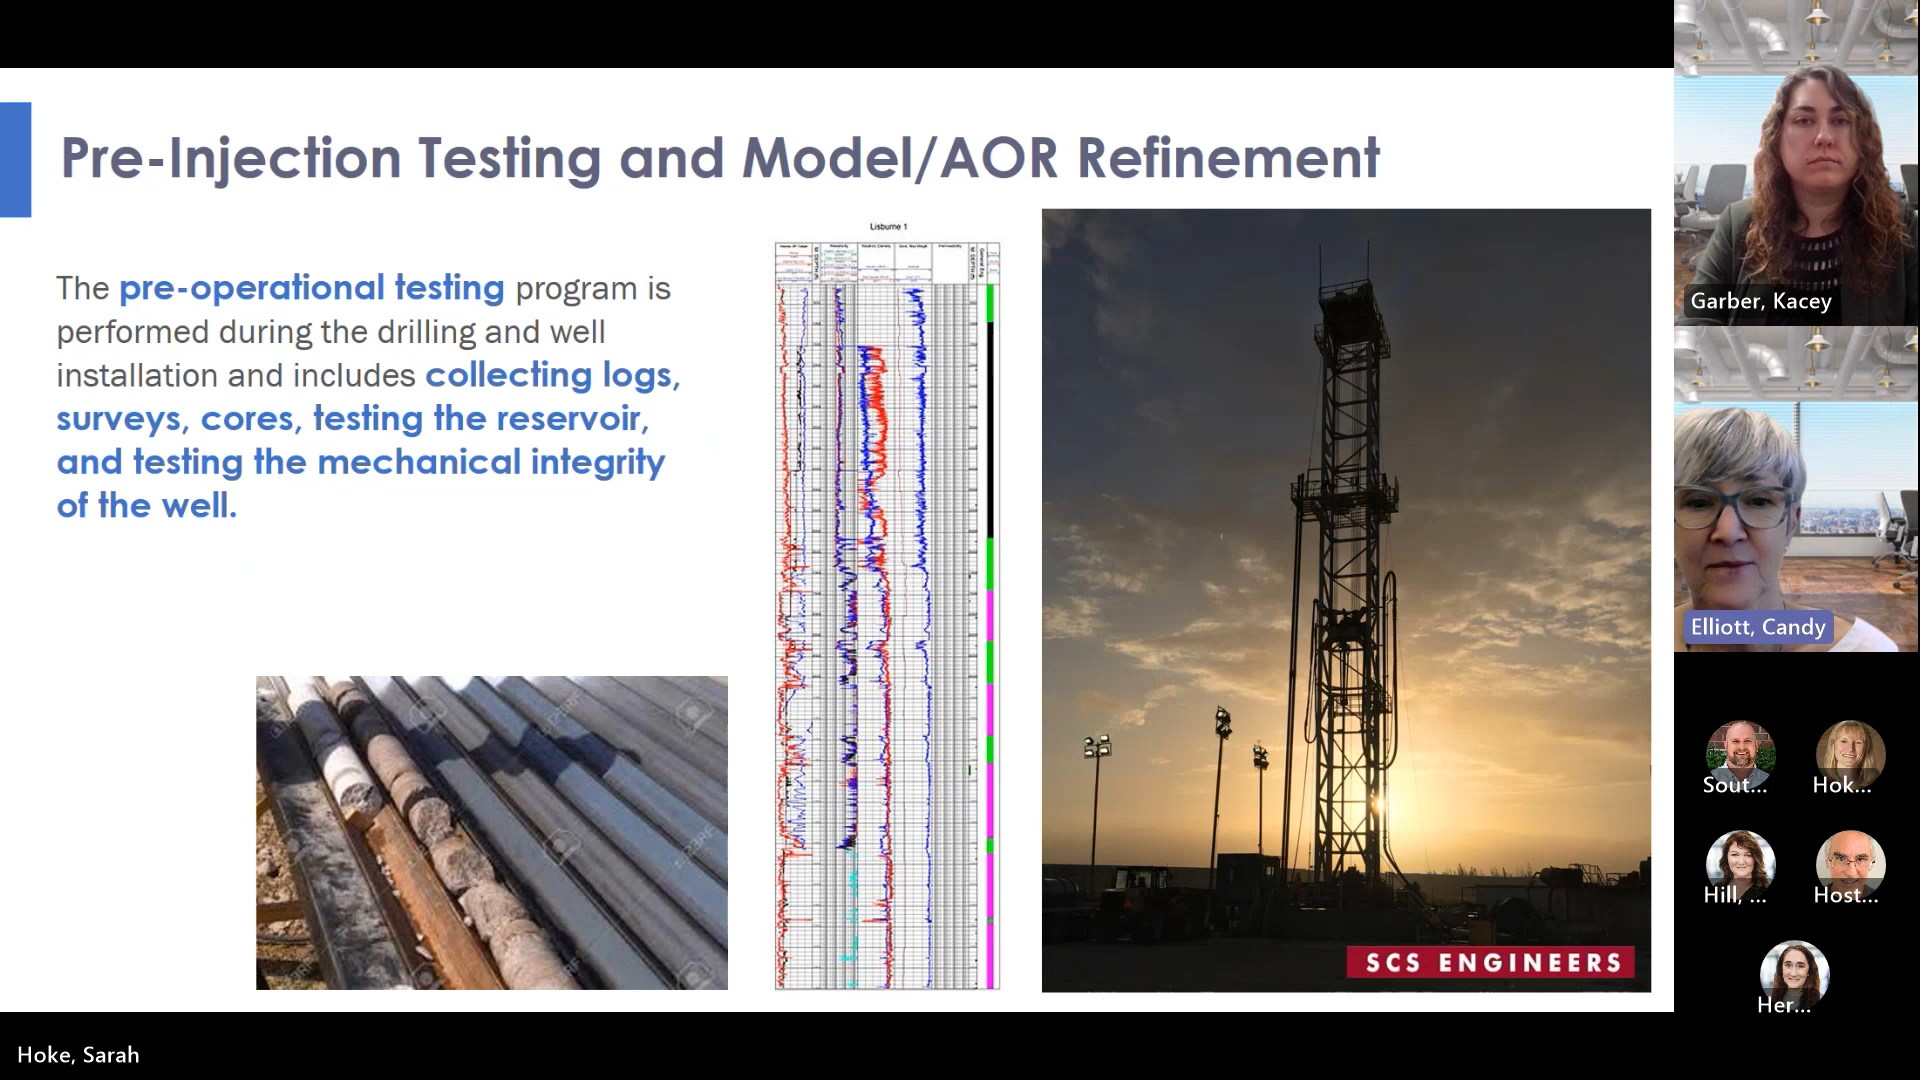 Pre-Injection Testing and Model/AOR Refinement
The pre-operational testing program is
performed during the drilling and well
installation and includes collecting logs,
surveys, cores, testing the reservoir,
and testing the mechanical integrity
of the well.
Lisburne 1
SCS ENGINEERS
Garber, Kacey
Elliott, Candy
Sout...
Hok...
Hill, ...
Host...
Her...
Hoke, Sarah